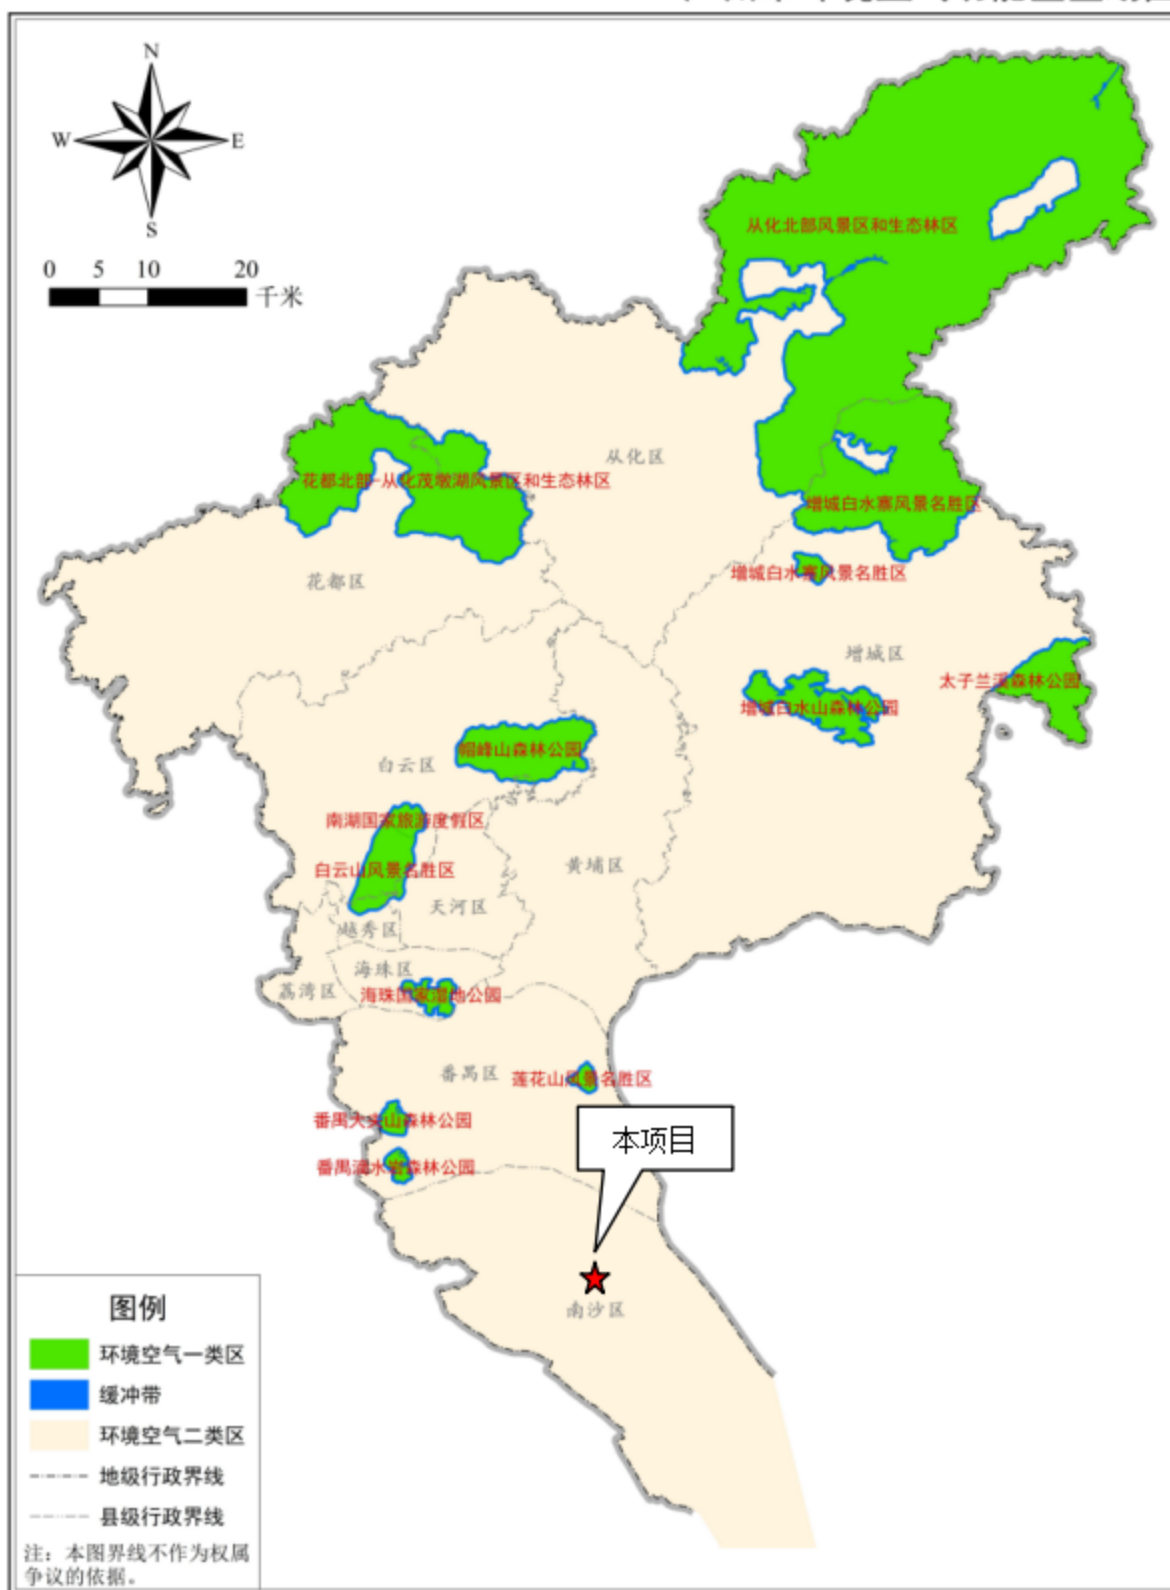 N
W
E
S
0 5 10 20
千米
从化北部风景区和生态林区
从化区
花都北部-从化茂墩湖风景区和生态林区
增城白水寨风景名胜区
增城白水寨风景名胜区
花都区
增城区
太子兰溪森林公园
增城白水山森林公园
帽峰山森林公园
白云区
南湖国家旅游度假区
白云山风景名胜区
黄埔区
天河区
越秀区
海珠区
荔湾区
海珠国家湿地公园
番禺区
莲花山风景名胜区
番禺大夫山森林公园
本项目
番禺滴水岩森林公园
南沙区
图例
环境空气一类区
缓冲带
环境空气二类区
地级行政界线
县级行政界线
注：本图界线不作为权属
争议的依据。